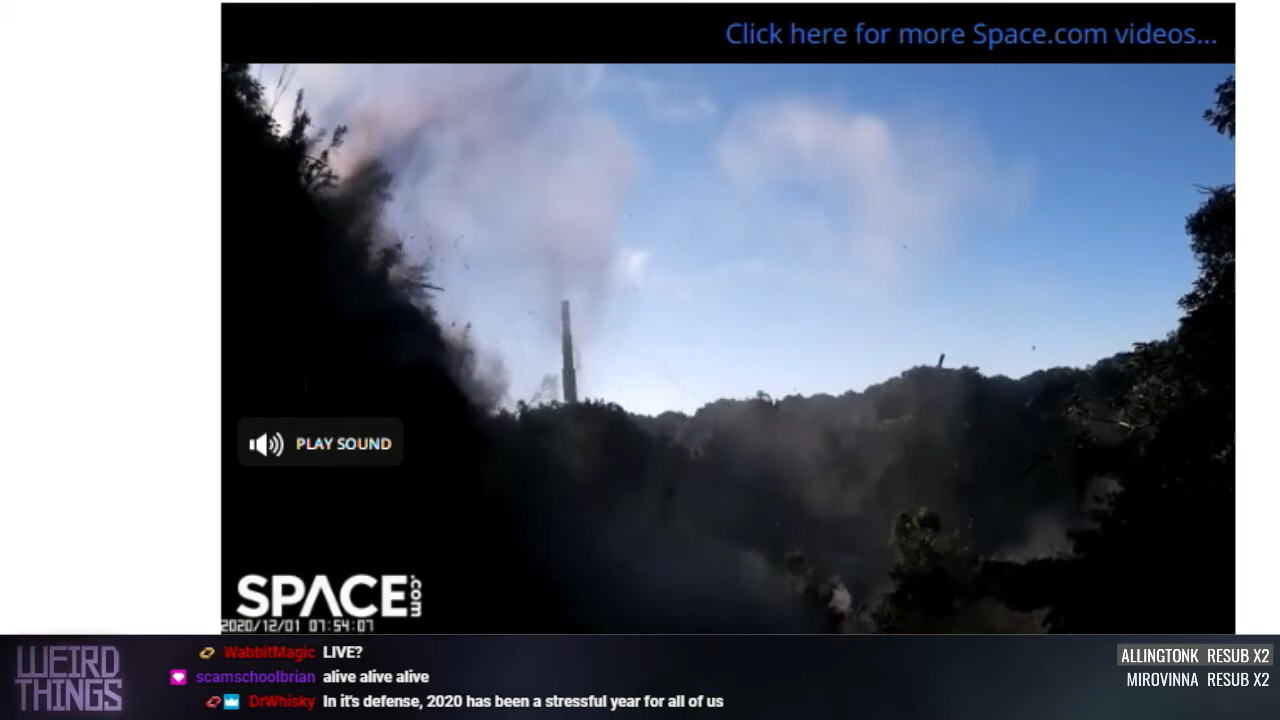 Click here for more Space.com videos...
PLAY SOUND
SPACE.com
2020/12/01 07:54:07
WEIRD THINGS
WabbitMagic LIVE?
scamschoolbrian alive alive alive
DrWhisky In it's defense, 2020 has been a stressful year for all of us
ALLINGTONK RESUB X2
MIROVINNA RESUB X2